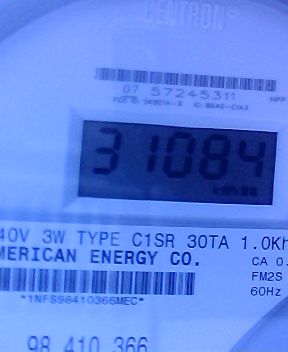 CENTRON®
07 57245311
31084
kWh
40V 3W TYPE C1SR 30TA 1.0Kh
MERICAN ENERGY CO.
CA 0.
FM2S
60Hz
*1NFS98410366MEC*
98 410 366